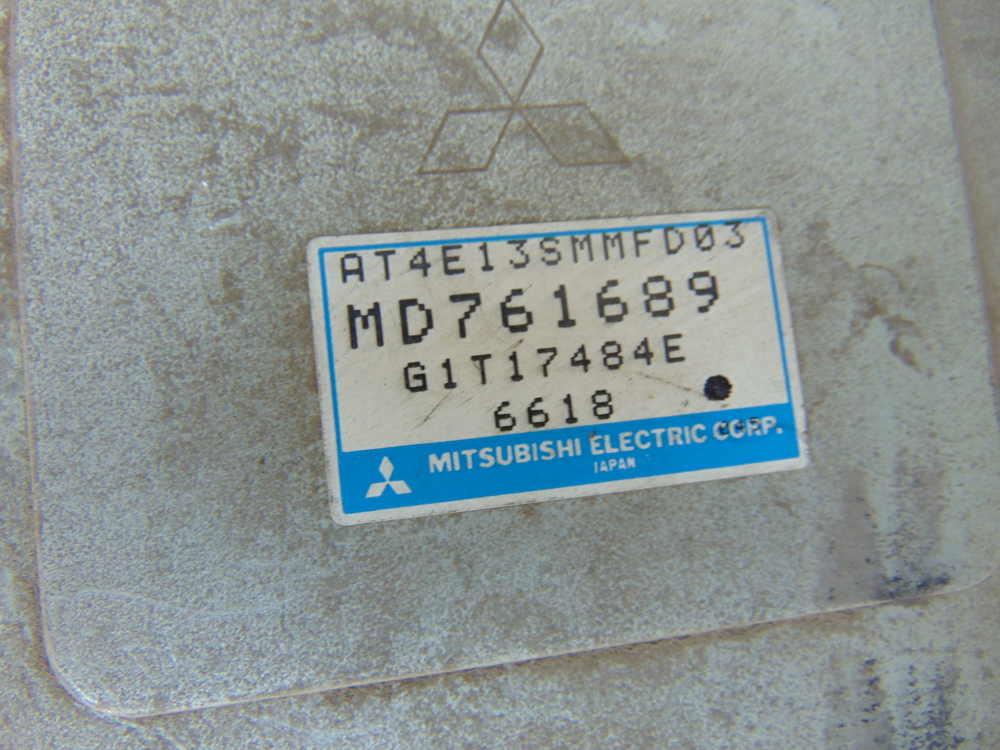 AT4E13SMMFD03
MD761689
G1T17484E
6618
MITSUBISHI ELECTRIC CORP.
JAPAN